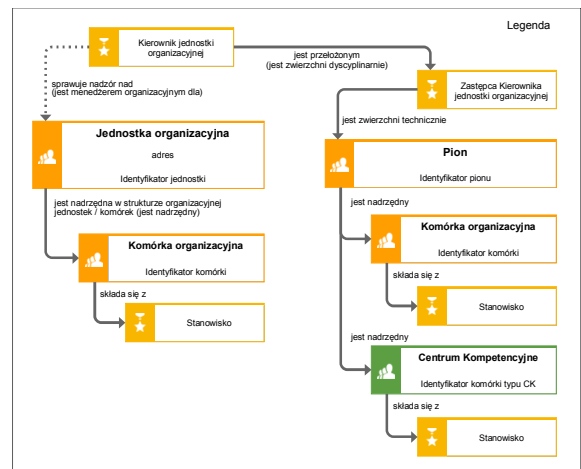 Legenda
Kierownik jednostki
organizacyjnej
jest przełożonym
(jest zwierzchni dyscyplinarnie)
sprawuje nadzór nad
(jest menedżerem organizacyjnym dla)
Zastępca Kierownika
jednostki organizacyjnej
jest zwierzchni technicznie
Jednostka organizacyjna
adres
Identyfikator jednostki
Pion
Identyfikator pionu
jest nadrzędna w strukturze organizacyjnej
jednostek / komórek (jest nadrzędny)
jest nadrzędny
Komórka organizacyjna
Identyfikator komórki
Komórka organizacyjna
Identyfikator komórki
składa się z
składa się z
Stanowisko
Stanowisko
jest nadrzędny
Centrum Kompetencyjne
Identyfikator komórki typu CK
składa się z
Stanowisko